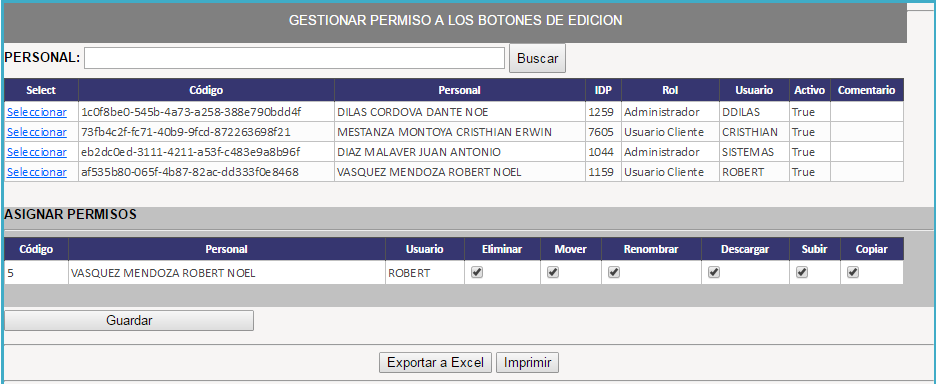 GESTIONAR PERMISO A LOS BOTONES DE EDICION
PERSONAL: Buscar
Select Código Personal IDP Rol Usuario Activo Comentario
Seleccionar 1c0f8be0-545b-4a73-a258-388e790bdd4f DILAS CORDOVA DANTE NOE 1259 Administrador DDILAS True
Seleccionar 73fb4c2f-fc71-40b9-9fcd-872263698f21 MESTANZA MONTOYA CRISTHIAN ERWIN 7605 Usuario Cliente CRISTHIAN True
Seleccionar eb2dc0ed-3111-4211-a53f-c483e9a8b96f DIAZ MALAVER JUAN ANTONIO 1044 Administrador SISTEMAS True
Seleccionar af535b80-065f-4b87-82ac-dd333f0e8468 VASQUEZ MENDOZA ROBERT NOEL 1159 Usuario Cliente ROBERT True
ASIGNAR PERMISOS
Código Personal Usuario Eliminar Mover Renombrar Descargar Subir Copiar
5 VASQUEZ MENDOZA ROBERT NOEL ROBERT
Guardar
Exportar a Excel Imprimir